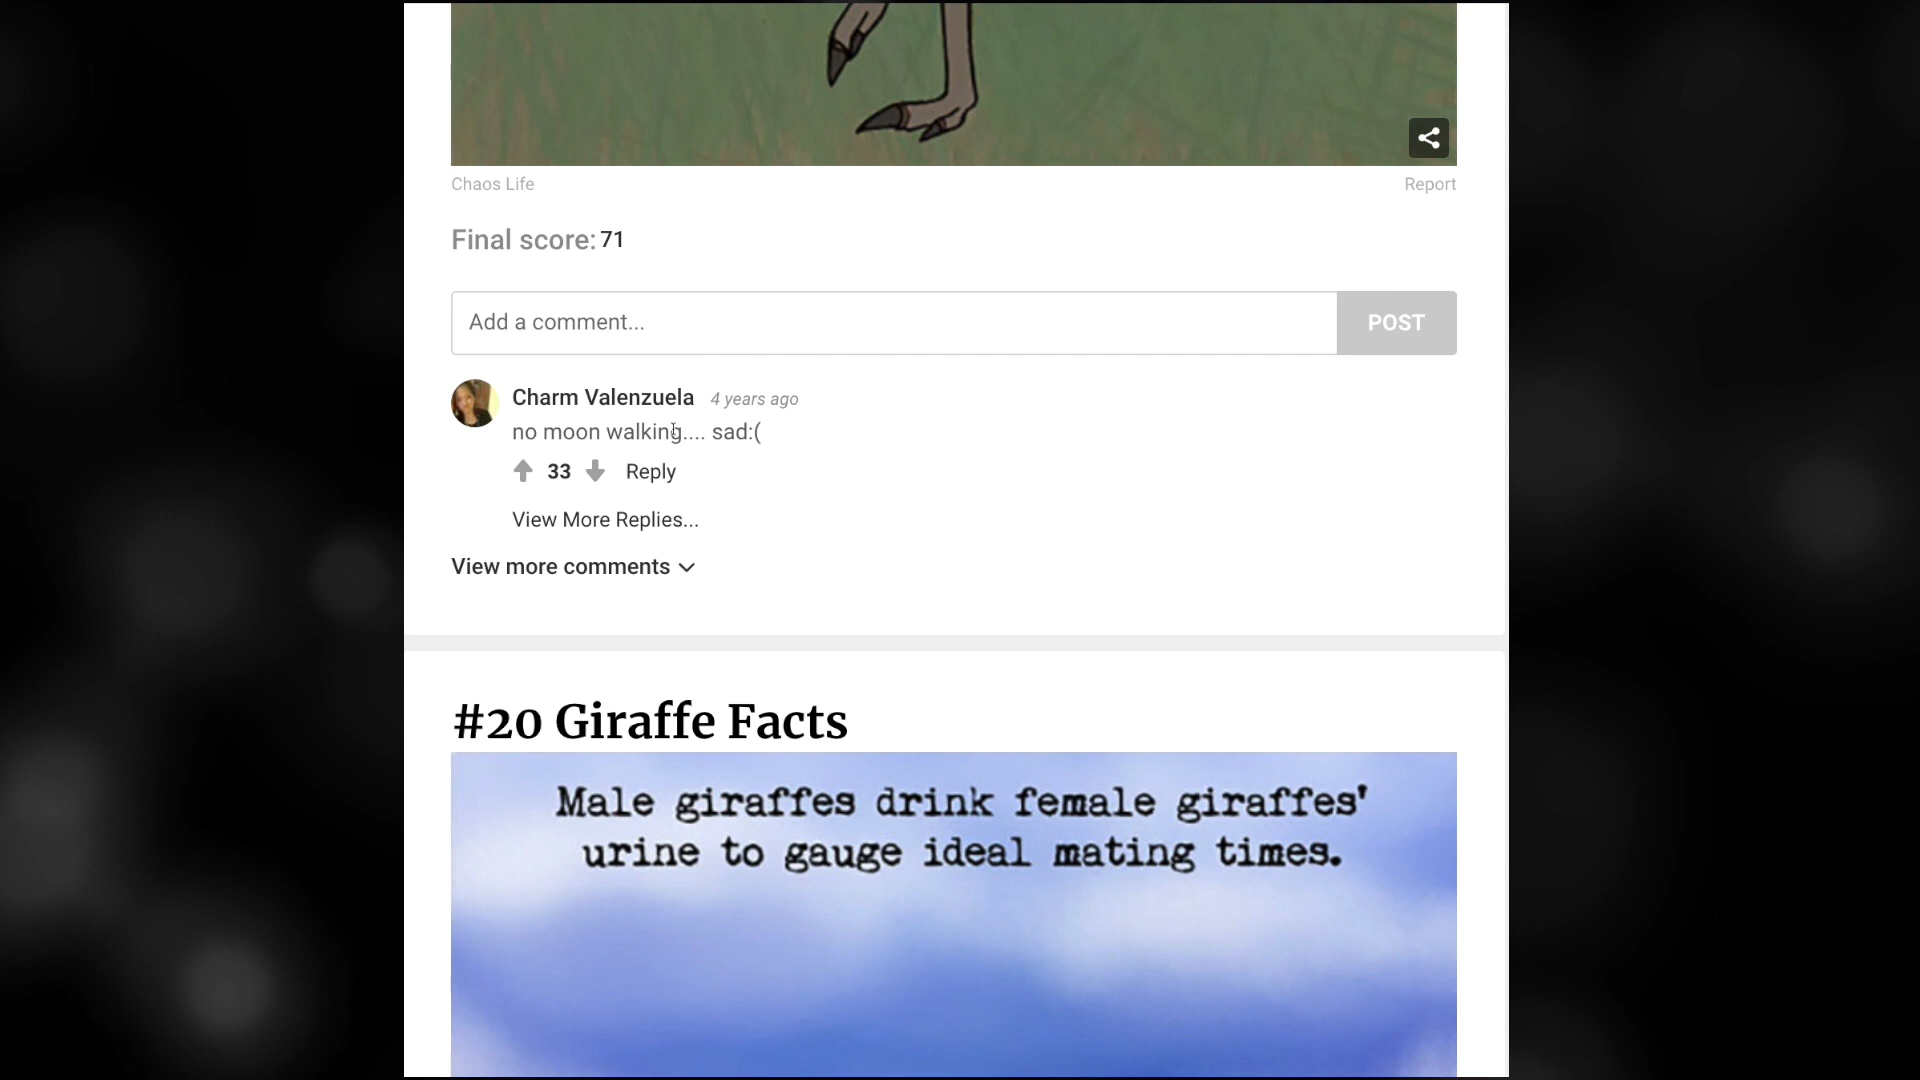 Chaos Life
Report
Final score: 71
Add a comment...
POST
Charm Valenzuela 4 years ago
no moon walking.... sad:(
33 Reply
View More Replies...
View more comments
#20 Giraffe Facts
Male giraffes drink female giraffes'
urine to gauge ideal mating times.